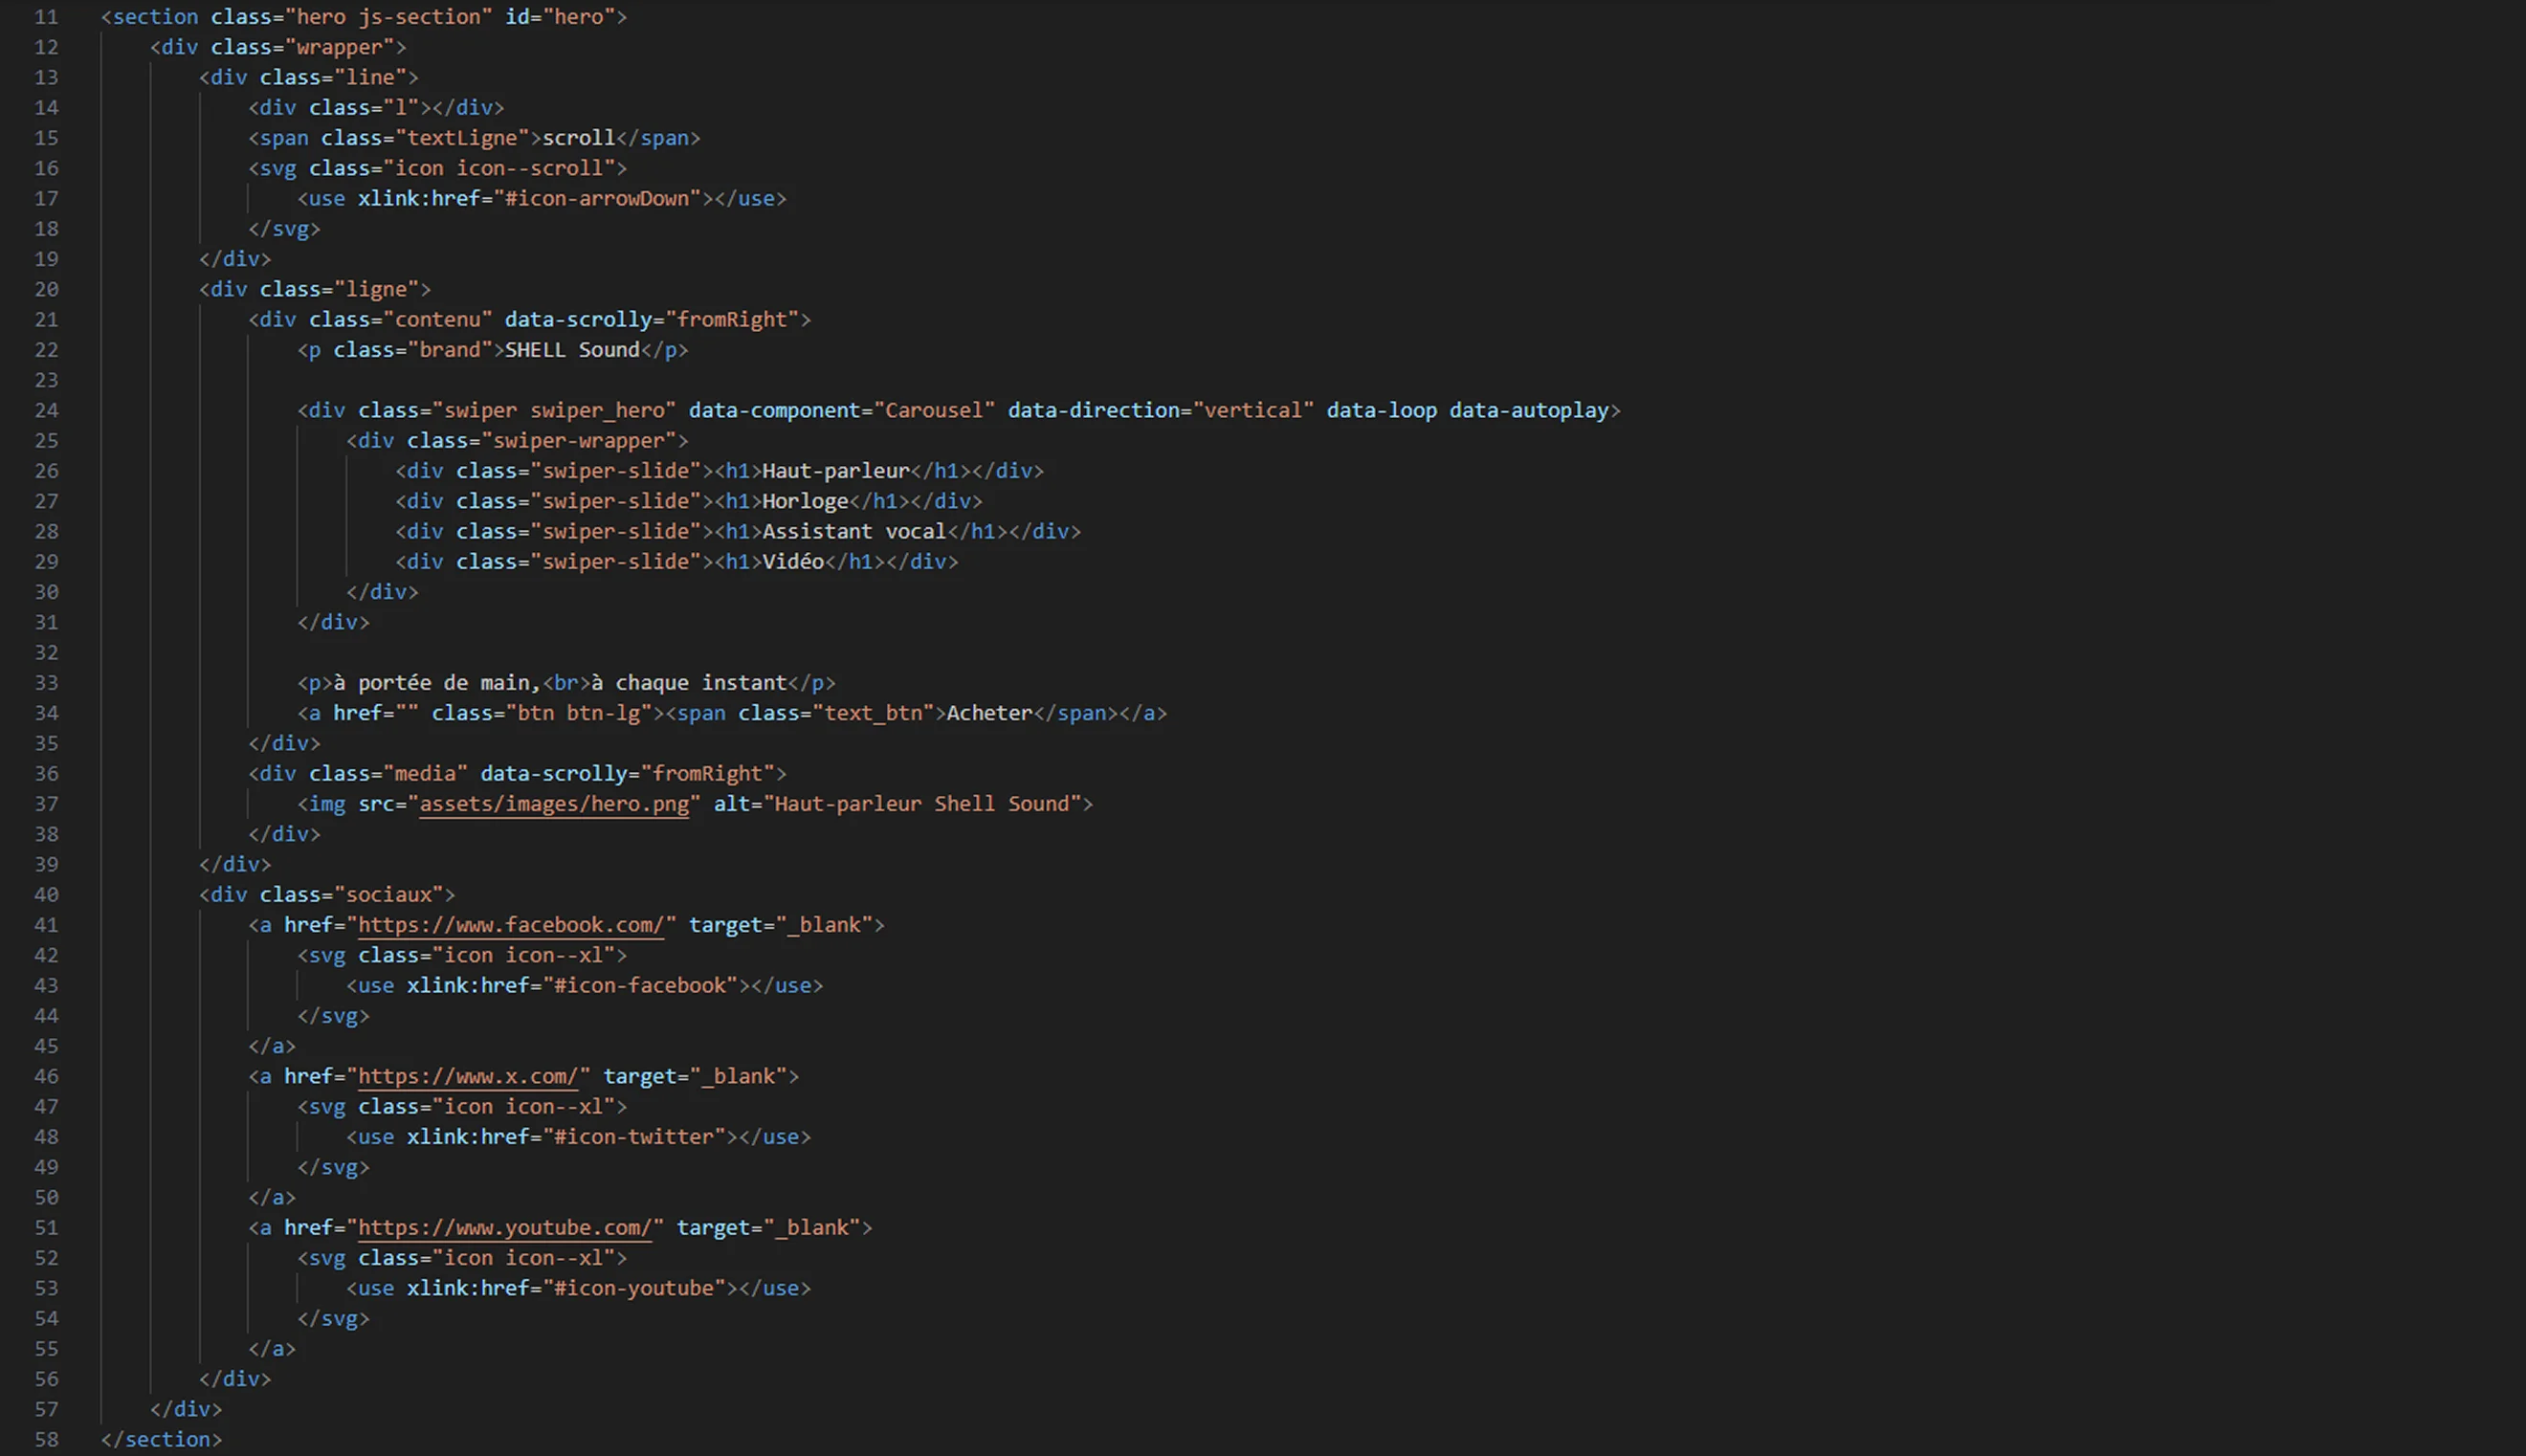 11 <section class="hero js-section" id="hero">
12 <div class="wrapper">
13 <div class="line">
14 <div class="l"></div>
15 <span class="textLigne">scroll</span>
16 <svg class="icon icon--scroll">
17 <use xlink:href="#icon-arrowDown"></use>
18 </svg>
19 </div>
20 <div class="ligne">
21 <div class="contenu" data-scrolly="fromRight">
22 <p class="brand">SHELL Sound</p>
23
24 <div class="swiper swiper_hero" data-component="Carousel" data-direction="vertical" data-loop data-autoplay>
25 <div class="swiper-wrapper">
26 <div class="swiper-slide"><h1>Haut-parleur</h1></div>
27 <div class="swiper-slide"><h1>Horloge</h1></div>
28 <div class="swiper-slide"><h1>Assistant vocal</h1></div>
29 <div class="swiper-slide"><h1>Vidéo</h1></div>
30 </div>
31 </div>
32
33 <p>à portée de main,<br>à chaque instant</p>
34 <a href="" class="btn btn-lg"><span class="text_btn">Acheter</span></a>
35 </div>
36 <div class="media" data-scrolly="fromRight">
37 <img src="assets/images/hero.png" alt="Haut-parleur Shell Sound">
38 </div>
39 </div>
40 <div class="sociaux">
41 <a href="https://www.facebook.com/" target="_blank">
42 <svg class="icon icon--xl">
43 <use xlink:href="#icon-facebook"></use>
44 </svg>
45 </a>
46 <a href="https://www.x.com/" target="_blank">
47 <svg class="icon icon--xl">
48 <use xlink:href="#icon-twitter"></use>
49 </svg>
50 </a>
51 <a href="https://www.youtube.com/" target="_blank">
52 <svg class="icon icon--xl">
53 <use xlink:href="#icon-youtube"></use>
54 </svg>
55 </a>
56 </div>
57 </div>
58 </section>